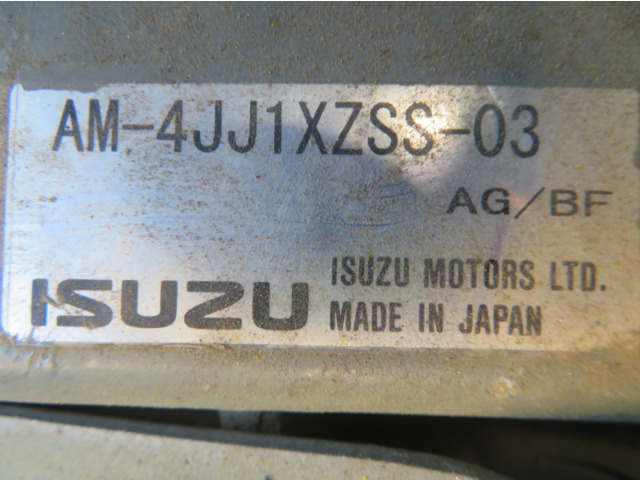 AM-4JJ1XZSS-03
AG/BF
ISUZU
ISUZU MOTORS LTD.
MADE IN JAPAN